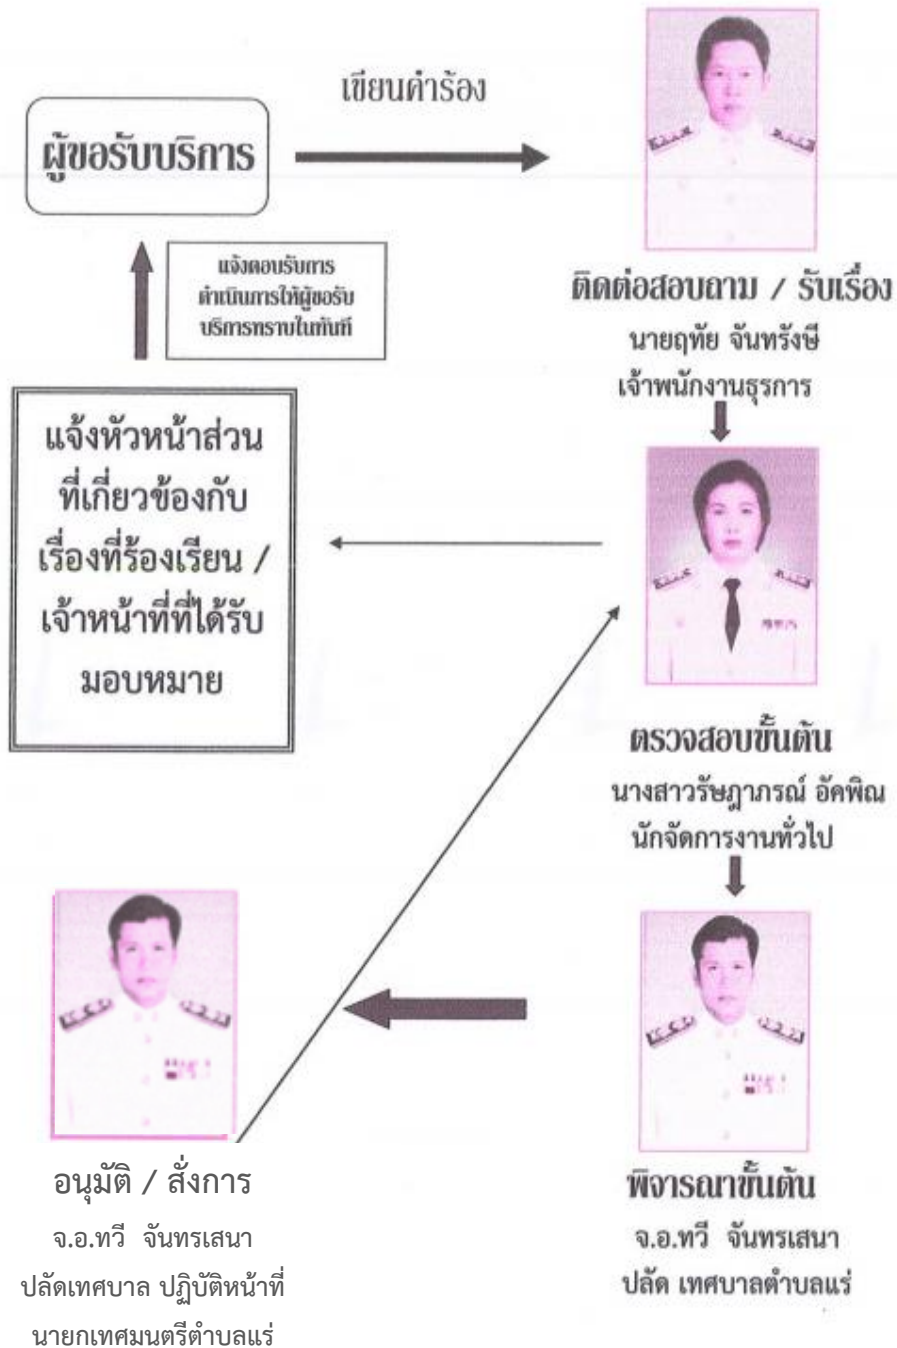 เขียนคำร้อง
ผู้ขอรับบริการ
แจ้งตอบรับการ
ดำเนินการให้ผู้ขอรับ
บริการทราบในทันที
ติดต่อสอบถาม / รับเรื่อง
นายฤทัย จันทรังษี
เจ้าพนักงานธุรการ
แจ้งหัวหน้าส่วน
ที่เกี่ยวข้องกับ
เรื่องที่ร้องเรียน /
เจ้าหน้าที่ที่ได้รับ
มอบหมาย
ตรวจสอบขั้นต้น
นางสาวรัษฎาภรณ์ อัคพิณ
นักจัดการงานทั่วไป
อนุมัติ / สั่งการ
จ.อ.ทวี จันทรเสนา
ปลัดเทศบาล ปฏิบัติหน้าที่
นายกเทศมนตรีตำบลแร่
พิจารณาขั้นต้น
จ.อ.ทวี จันทรเสนา
ปลัด เทศบาลตำบลแร่